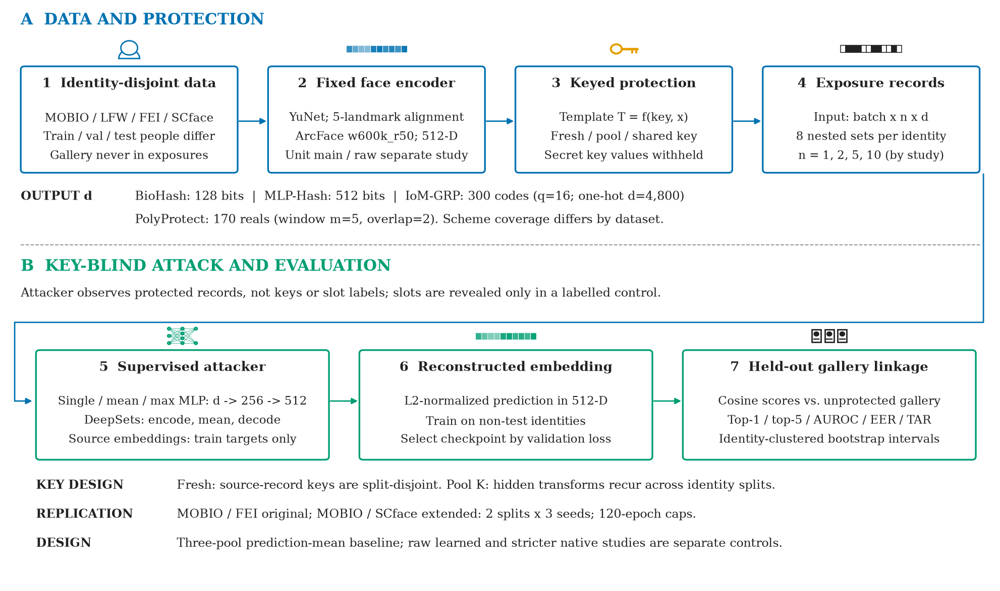 A DATA AND PROTECTION
1 Identity-disjoint data
MOBIO / LFW / FEI / SCface
Train / val / test people differ
Gallery never in exposures
2 Fixed face encoder
YuNet; 5-landmark alignment
ArcFace w600k_r50; 512-D
Unit main / raw separate study
3 Keyed protection
Template T = f(key, x)
Fresh / pool / shared key
Secret key values withheld
4 Exposure records
Input: batch x n x d
8 nested sets per identity
n = 1, 2, 5, 10 (by study)
OUTPUT d BioHash: 128 bits | MLP-Hash: 512 bits | IoM-GRP: 300 codes (q=16; one-hot d=4,800)
PolyProtect: 170 reals (window m=5, overlap=2). Scheme coverage differs by dataset.
B KEY-BLIND ATTACK AND EVALUATION
Attacker observes protected records, not keys or slot labels; slots are revealed only in a labelled control.
5 Supervised attacker
Single / mean / max MLP: d -> 256 -> 512
DeepSets: encode, mean, decode
Source embeddings: train targets only
6 Reconstructed embedding
L2-normalized prediction in 512-D
Train on non-test identities
Select checkpoint by validation loss
7 Held-out gallery linkage
Cosine scores vs. unprotected gallery
Top-1 / top-5 / AUROC / EER / TAR
Identity-clustered bootstrap intervals
KEY DESIGN Fresh: source-record keys are split-disjoint. Pool K: hidden transforms recur across identity splits.
REPLICATION MOBIO / FEI original; MOBIO / SCface extended: 2 splits x 3 seeds; 120-epoch caps.
DESIGN Three-pool prediction-mean baseline; raw learned and stricter native studies are separate controls.